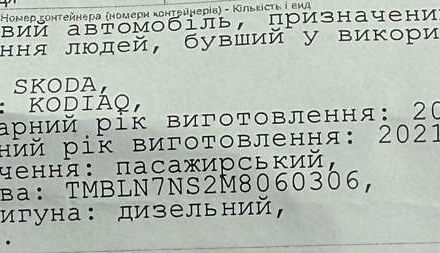 Номер контейнера (номери контейнерів) - Кількість і вид
вий автомобіль, призначени
ння людей, бувший у викори
SKODA,
: KODIAQ,
арний рік виготовлення: 20
ний рік виготовлення: 2021
чення: пасажирський,
ва: TMBLN7NS2M8060306,
игуна: дизельний,
.